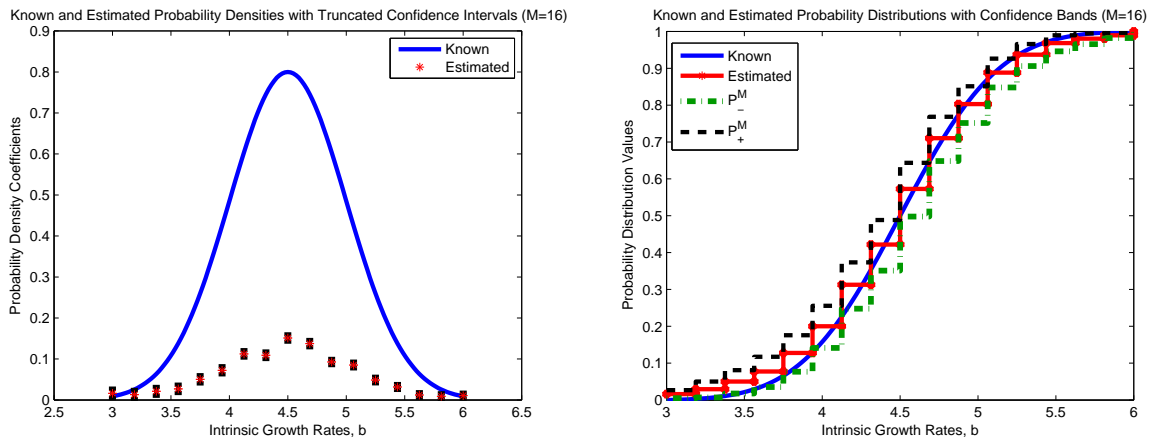 Known and Estimated Probability Densities with Truncated Confidence Intervals (M=16)
0.9
0.8
0.7
0.6
0.5
0.4
0.3
0.2
0.1
0
Probability Density Coefficients
Known
Estimated
2.5 3 3.5 4 4.5 5 5.5 6 6.5
Intrinsic Growth Rates, b
Known and Estimated Probability Distributions with Confidence Bands (M=16)
1
0.9
0.8
0.7
0.6
0.5
0.4
0.3
0.2
0.1
0
Probability Distribution Values
Known
Estimated
P_-^M
P_+^M
3 3.5 4 4.5 5 5.5 6
Intrinsic Growth Rates, b